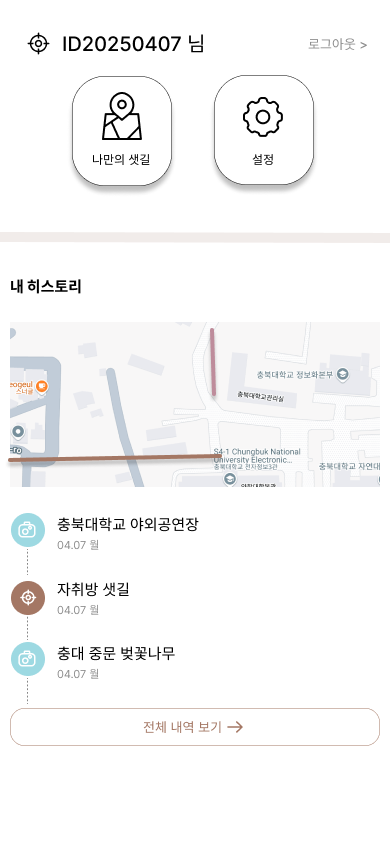 ID20250407 님
로그아웃 >
나만의 샛길
설정
내 히스토리
eogeul
스너글
충북대학교 정보화본부
충북대학교관리실
S4-1 Chungbuk National
University Electronic...
충북대학교 전자정보3관
충북대학교 자연대
충북대학교 야외공연장
04.07 월
자취방 샛길
04.07 월
충대 중문 벚꽃나무
04.07 월
전체 내역 보기